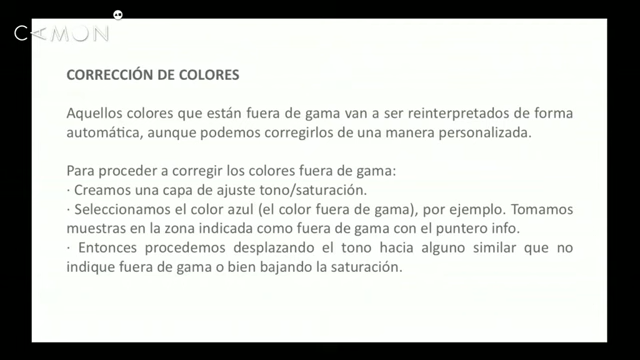 CAMON
CORRECCIÓN DE COLORES
Aquellos colores que están fuera de gama van a ser reinterpretados de forma
automática, aunque podemos corregirlos de una manera personalizada.
Para proceder a corregir los colores fuera de gama:
· Creamos una capa de ajuste tono/saturación.
· Seleccionamos el color azul (el color fuera de gama), por ejemplo. Tomamos
muestras en la zona indicada como fuera de gama con el puntero info.
· Entonces procedemos desplazando el tono hacia alguno similar que no
indique fuera de gama o bien bajando la saturación.